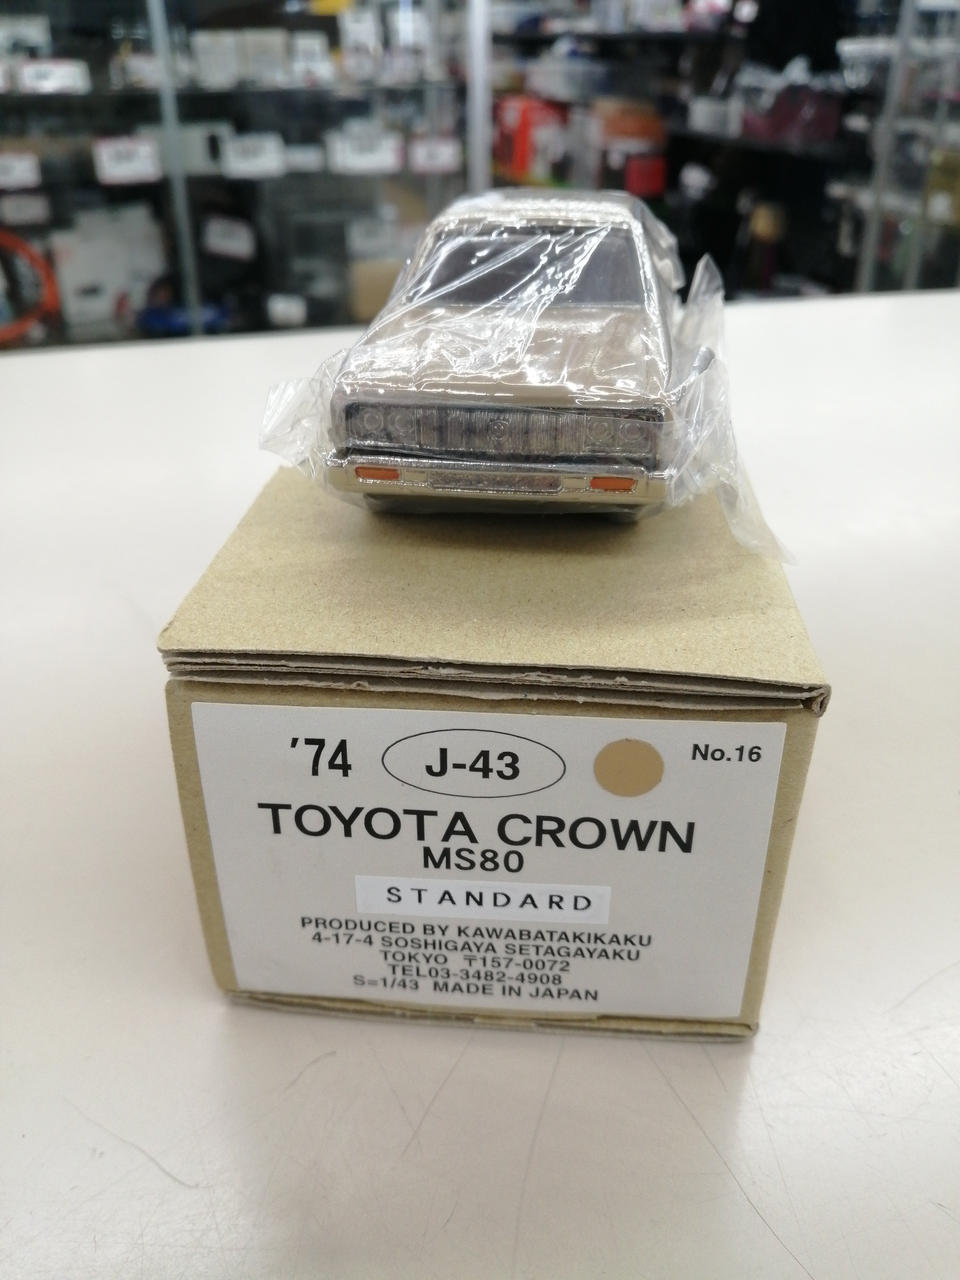 '74 J-43 No.16
TOYOTA CROWN
MS80
STANDARD
PRODUCED BY KAWABATAKIKAKU
4-17-4 SOSHIGAYA SETAGAYAKU
TOKYO 〒157-0072
TEL03-3482-4908
S=1/43 MADE IN JAPAN